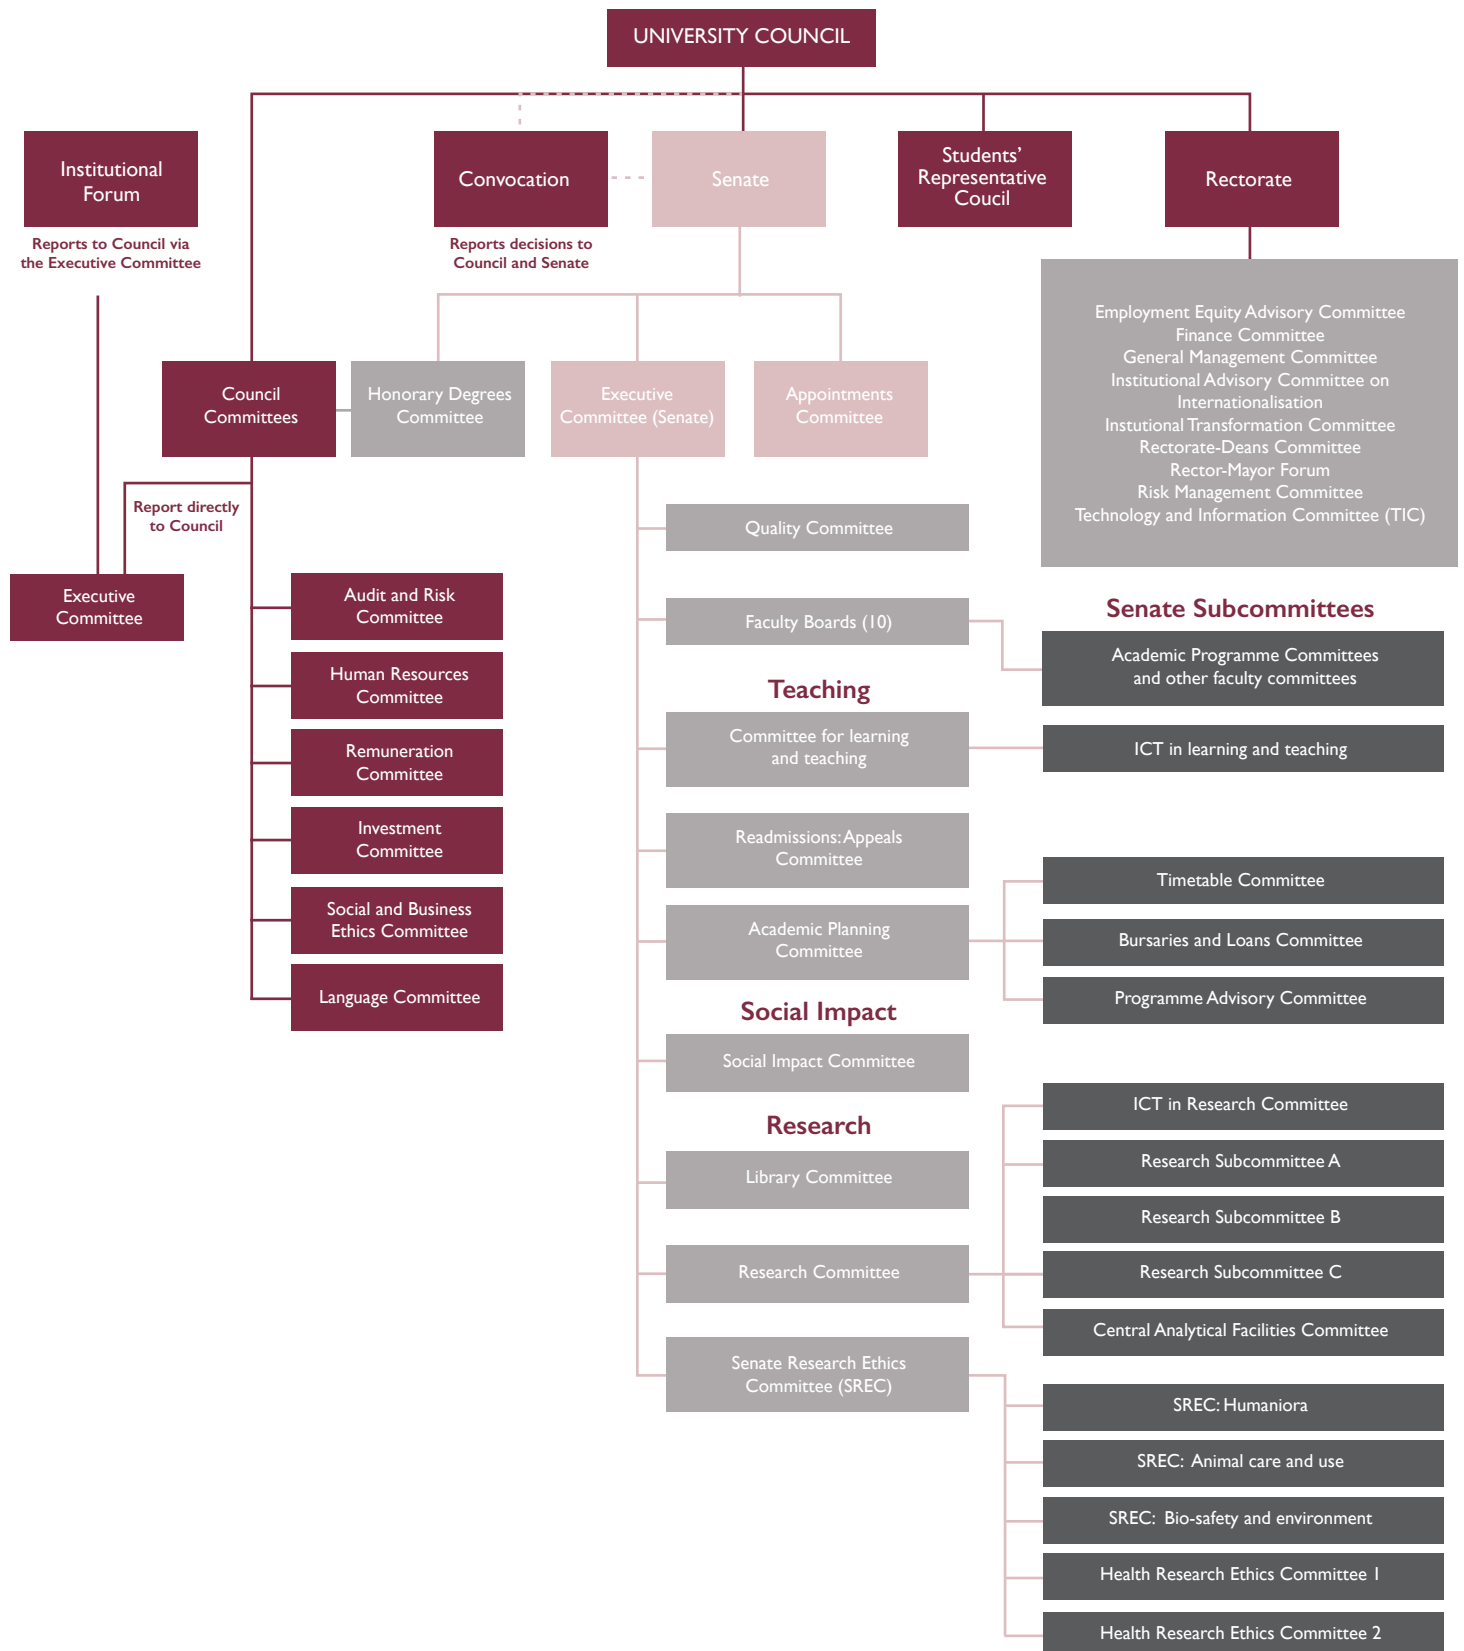 UNIVERSITY COUNCIL
Institutional
Forum
Reports to Council via
the Executive Committee
Convocation
Reports decisions to
Council and Senate
Senate
Students’
Representative
Coucil
Rectorate
Employment Equity Advisory Committee
Finance Committee
General Management Committee
Institutional Advisory Committee on
Internationalisation
Instutional Transformation Committee
Rectorate-Deans Committee
Rector-Mayor Forum
Risk Management Committee
Technology and Information Committee (TIC)
Council
Committees
Honorary Degrees
Committee
Executive
Committee (Senate)
Appointments
Committee
Report directly
to Council
Executive
Committee
Audit and Risk
Committee
Human Resources
Committee
Remuneration
Committee
Investment
Committee
Social and Business
Ethics Committee
Language Committee
Quality Committee
Faculty Boards (10)
Teaching
Committee for learning
and teaching
Readmissions: Appeals
Committee
Academic Planning
Committee
Social Impact
Social Impact Committee
Research
Library Committee
Research Committee
Senate Research Ethics
Committee (SREC)
Senate Subcommittees
Academic Programme Committees
and other faculty committees
ICT in learning and teaching
Timetable Committee
Bursaries and Loans Committee
Programme Advisory Committee
ICT in Research Committee
Research Subcommittee A
Research Subcommittee B
Research Subcommittee C
Central Analytical Facilities Committee
SREC: Humaniora
SREC: Animal care and use
SREC: Bio-safety and environment
Health Research Ethics Committee 1
Health Research Ethics Committee 2